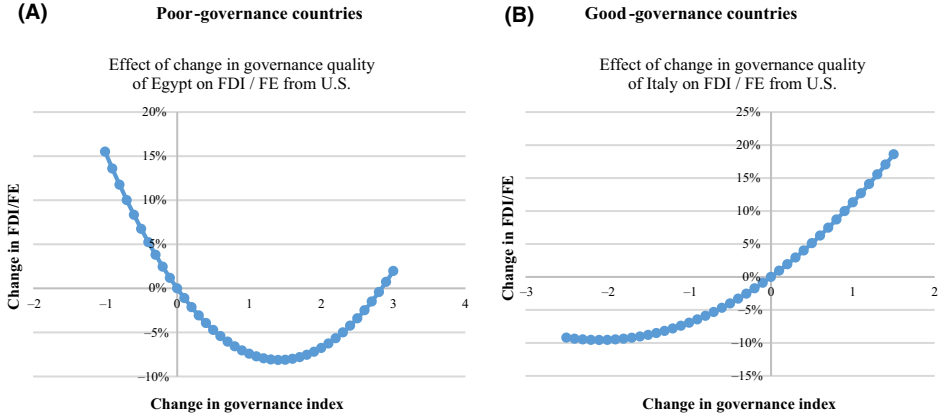 (A)
Poor-governance countries
Effect of change in governance quality
of Egypt on FDI / FE from U.S.
20%
15%
10%
5%
0%
−5%
−10%
−2
−1
0
1
2
3
4
Change in FDI/FE
Change in governance index
(B)
Good-governance countries
Effect of change in governance quality
of Italy on FDI / FE from U.S.
25%
20%
15%
10%
5%
0%
−5%
−10%
−15%
−3
−2
−1
0
1
2
Change in FDI/FE
Change in governance index